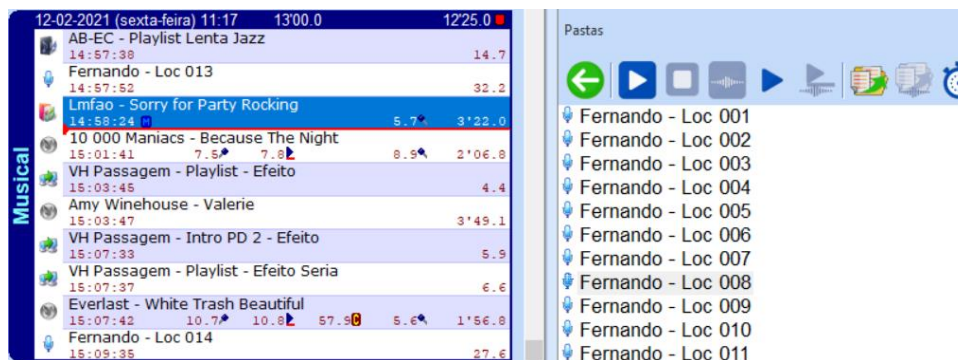 12-02-2021 (sexta-feira) 11:17 13'00.0 12'25.0
AB-EC - Playlist Lenta Jazz
14:57:38 14.7
Fernando - Loc 013
14:57:52 32.2
Lmfao - Sorry for Party Rocking
14:58:24 M 5.7 3'22.0
10 000 Maniacs - Because The Night
15:01:41 7.5 7.8 8.9 2'06.8
VH Passagem - Playlist - Efeito
15:03:45 4.4
Amy Winehouse - Valerie
15:03:47 3'49.1
VH Passagem - Intro PD 2 - Efeito
15:07:33 5.9
VH Passagem - Playlist - Efeito Seria
15:07:37 6.6
Everlast - White Trash Beautiful
15:07:42 10.7 10.8 57.9 C 5.6 1'56.8
Fernando - Loc 014
15:09:35 27.6
Musical
Pastas
Fernando - Loc 001
Fernando - Loc 002
Fernando - Loc 003
Fernando - Loc 004
Fernando - Loc 005
Fernando - Loc 006
Fernando - Loc 007
Fernando - Loc 008
Fernando - Loc 009
Fernando - Loc 010
Fernando - Loc 011